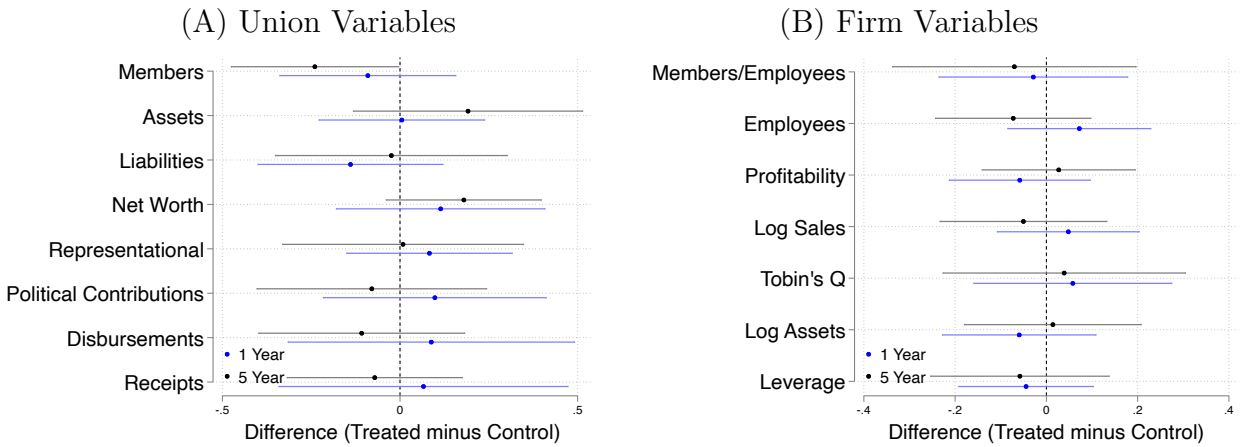 (A) Union Variables
Members
Assets
Liabilities
Net Worth
Representational
Political Contributions
Disbursements
Receipts
1 Year
5 Year
-.5 0 .5
Difference (Treated minus Control)
(B) Firm Variables
Members/Employees
Employees
Profitability
Log Sales
Tobin's Q
Log Assets
Leverage
1 Year
5 Year
-.4 -.2 0 .2 .4
Difference (Treated minus Control)